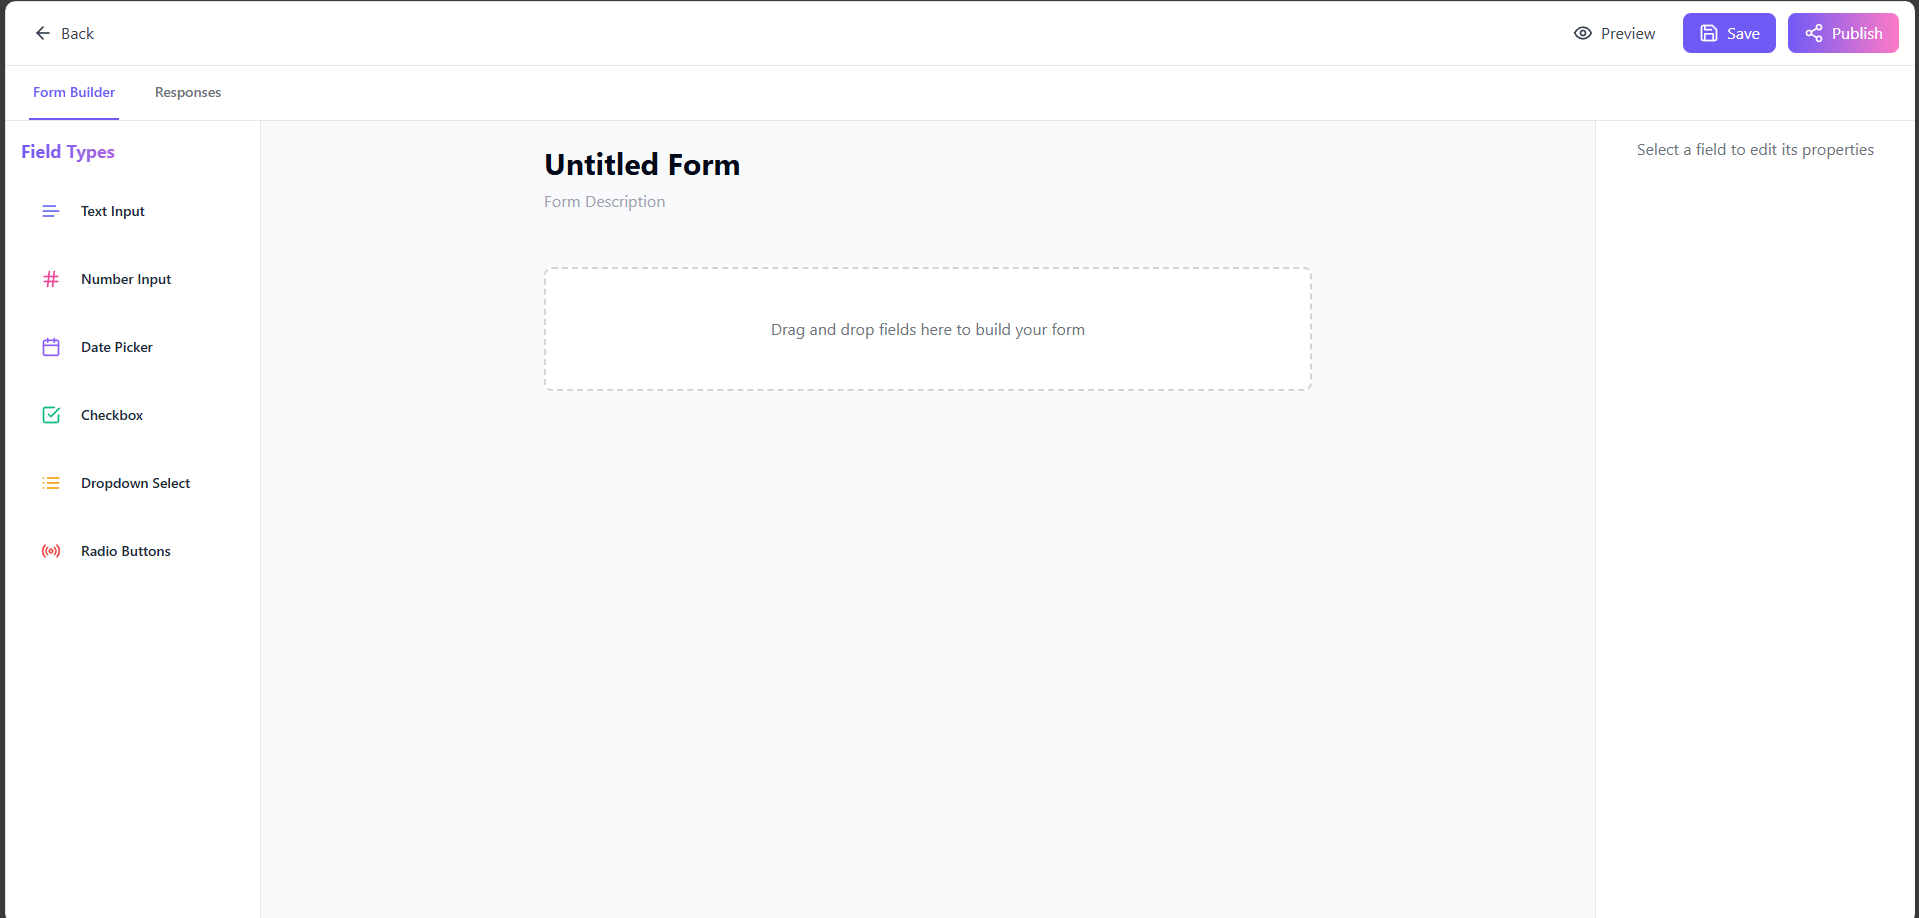 Back
Preview
Save
Publish
Form Builder
Responses
Field Types
Text Input
Number Input
Date Picker
Checkbox
Dropdown Select
Radio Buttons
Untitled Form
Form Description
Drag and drop fields here to build your form
Select a field to edit its properties